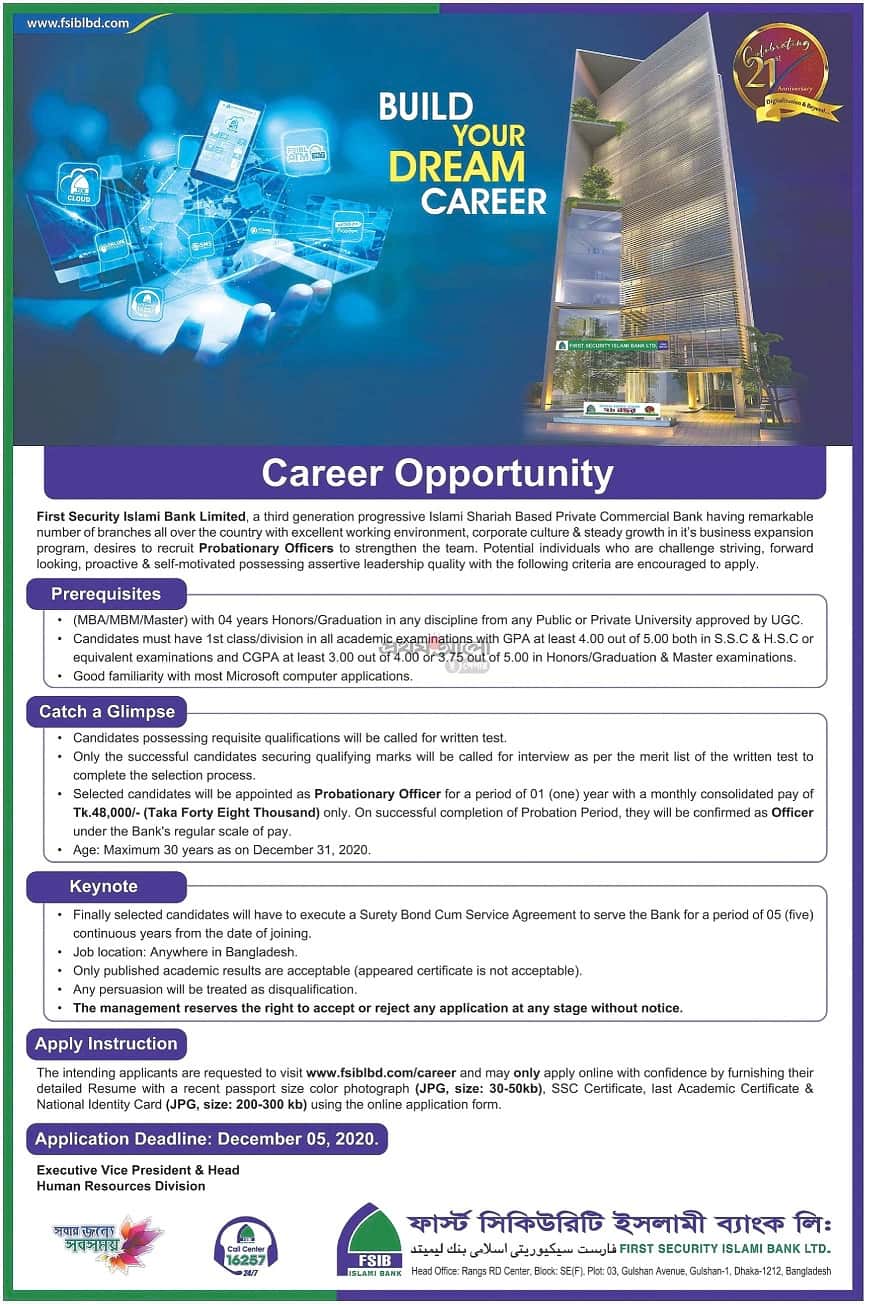 www.fsiblbd.com
Celebrating
21st
Anniversary
Digitalization & Beyond...
BUILD
YOUR
DREAM
CAREER
CLOUD
FIRST SECURITY ISLAMI BANK LTD.
Career Opportunity
First Security Islami Bank Limited, a third generation progressive Islami Shariah Based Private Commercial Bank having remarkable
number of branches all over the country with excellent working environment, corporate culture & steady growth in it's business expansion
program, desires to recruit Probationary Officers to strengthen the team. Potential individuals who are challenge striving, forward
looking, proactive & self-motivated possessing assertive leadership quality with the following criteria are encouraged to apply.
Prerequisites
• (MBA/MBM/Master) with 04 years Honors/Graduation in any discipline from any Public or Private University approved by UGC.
• Candidates must have 1st class/division in all academic examinations with GPA at least 4.00 out of 5.00 both in S.S.C & H.S.C or
equivalent examinations and CGPA at least 3.00 out of 4.00 or 3.75 out of 5.00 in Honors/Graduation & Master examinations.
• Good familiarity with most Microsoft computer applications.
প্রথম আলো
Catch a Glimpse
• Candidates possessing requisite qualifications will be called for written test.
• Only the successful candidates securing qualifying marks will be called for interview as per the merit list of the written test to
complete the selection process.
• Selected candidates will be appointed as Probationary Officer for a period of 01 (one) year with a monthly consolidated pay of
Tk.48,000/- (Taka Forty Eight Thousand) only. On successful completion of Probation Period, they will be confirmed as Officer
under the Bank's regular scale of pay.
• Age: Maximum 30 years as on December 31, 2020.
Keynote
• Finally selected candidates will have to execute a Surety Bond Cum Service Agreement to serve the Bank for a period of 05 (five)
continuous years from the date of joining.
• Job location: Anywhere in Bangladesh.
• Only published academic results are acceptable (appeared certificate is not acceptable).
• Any persuasion will be treated as disqualification.
• The management reserves the right to accept or reject any application at any stage without notice.
Apply Instruction
The intending applicants are requested to visit www.fsiblbd.com/career and may only apply online with confidence by furnishing their
detailed Resume with a recent passport size color photograph (JPG, size: 30-50kb), SSC Certificate, last Academic Certificate &
National Identity Card (JPG, size: 200-300 kb) using the online application form.
Application Deadline: December 05, 2020.
Executive Vice President & Head
Human Resources Division
সবার জন্যে
সবসময়
Call Center
16257
24/7
FSIB
ISLAMI BANK
ফার্স্ট সিকিউরিটি ইসলামী ব্যাংক লি:
فارست سيكيوريتى اسلامى بنك ليميتد FIRST SECURITY ISLAMI BANK LTD.
Head Office: Rangs RD Center, Block: SE(F), Plot: 03, Gulshan Avenue, Gulshan-1, Dhaka-1212, Bangladesh